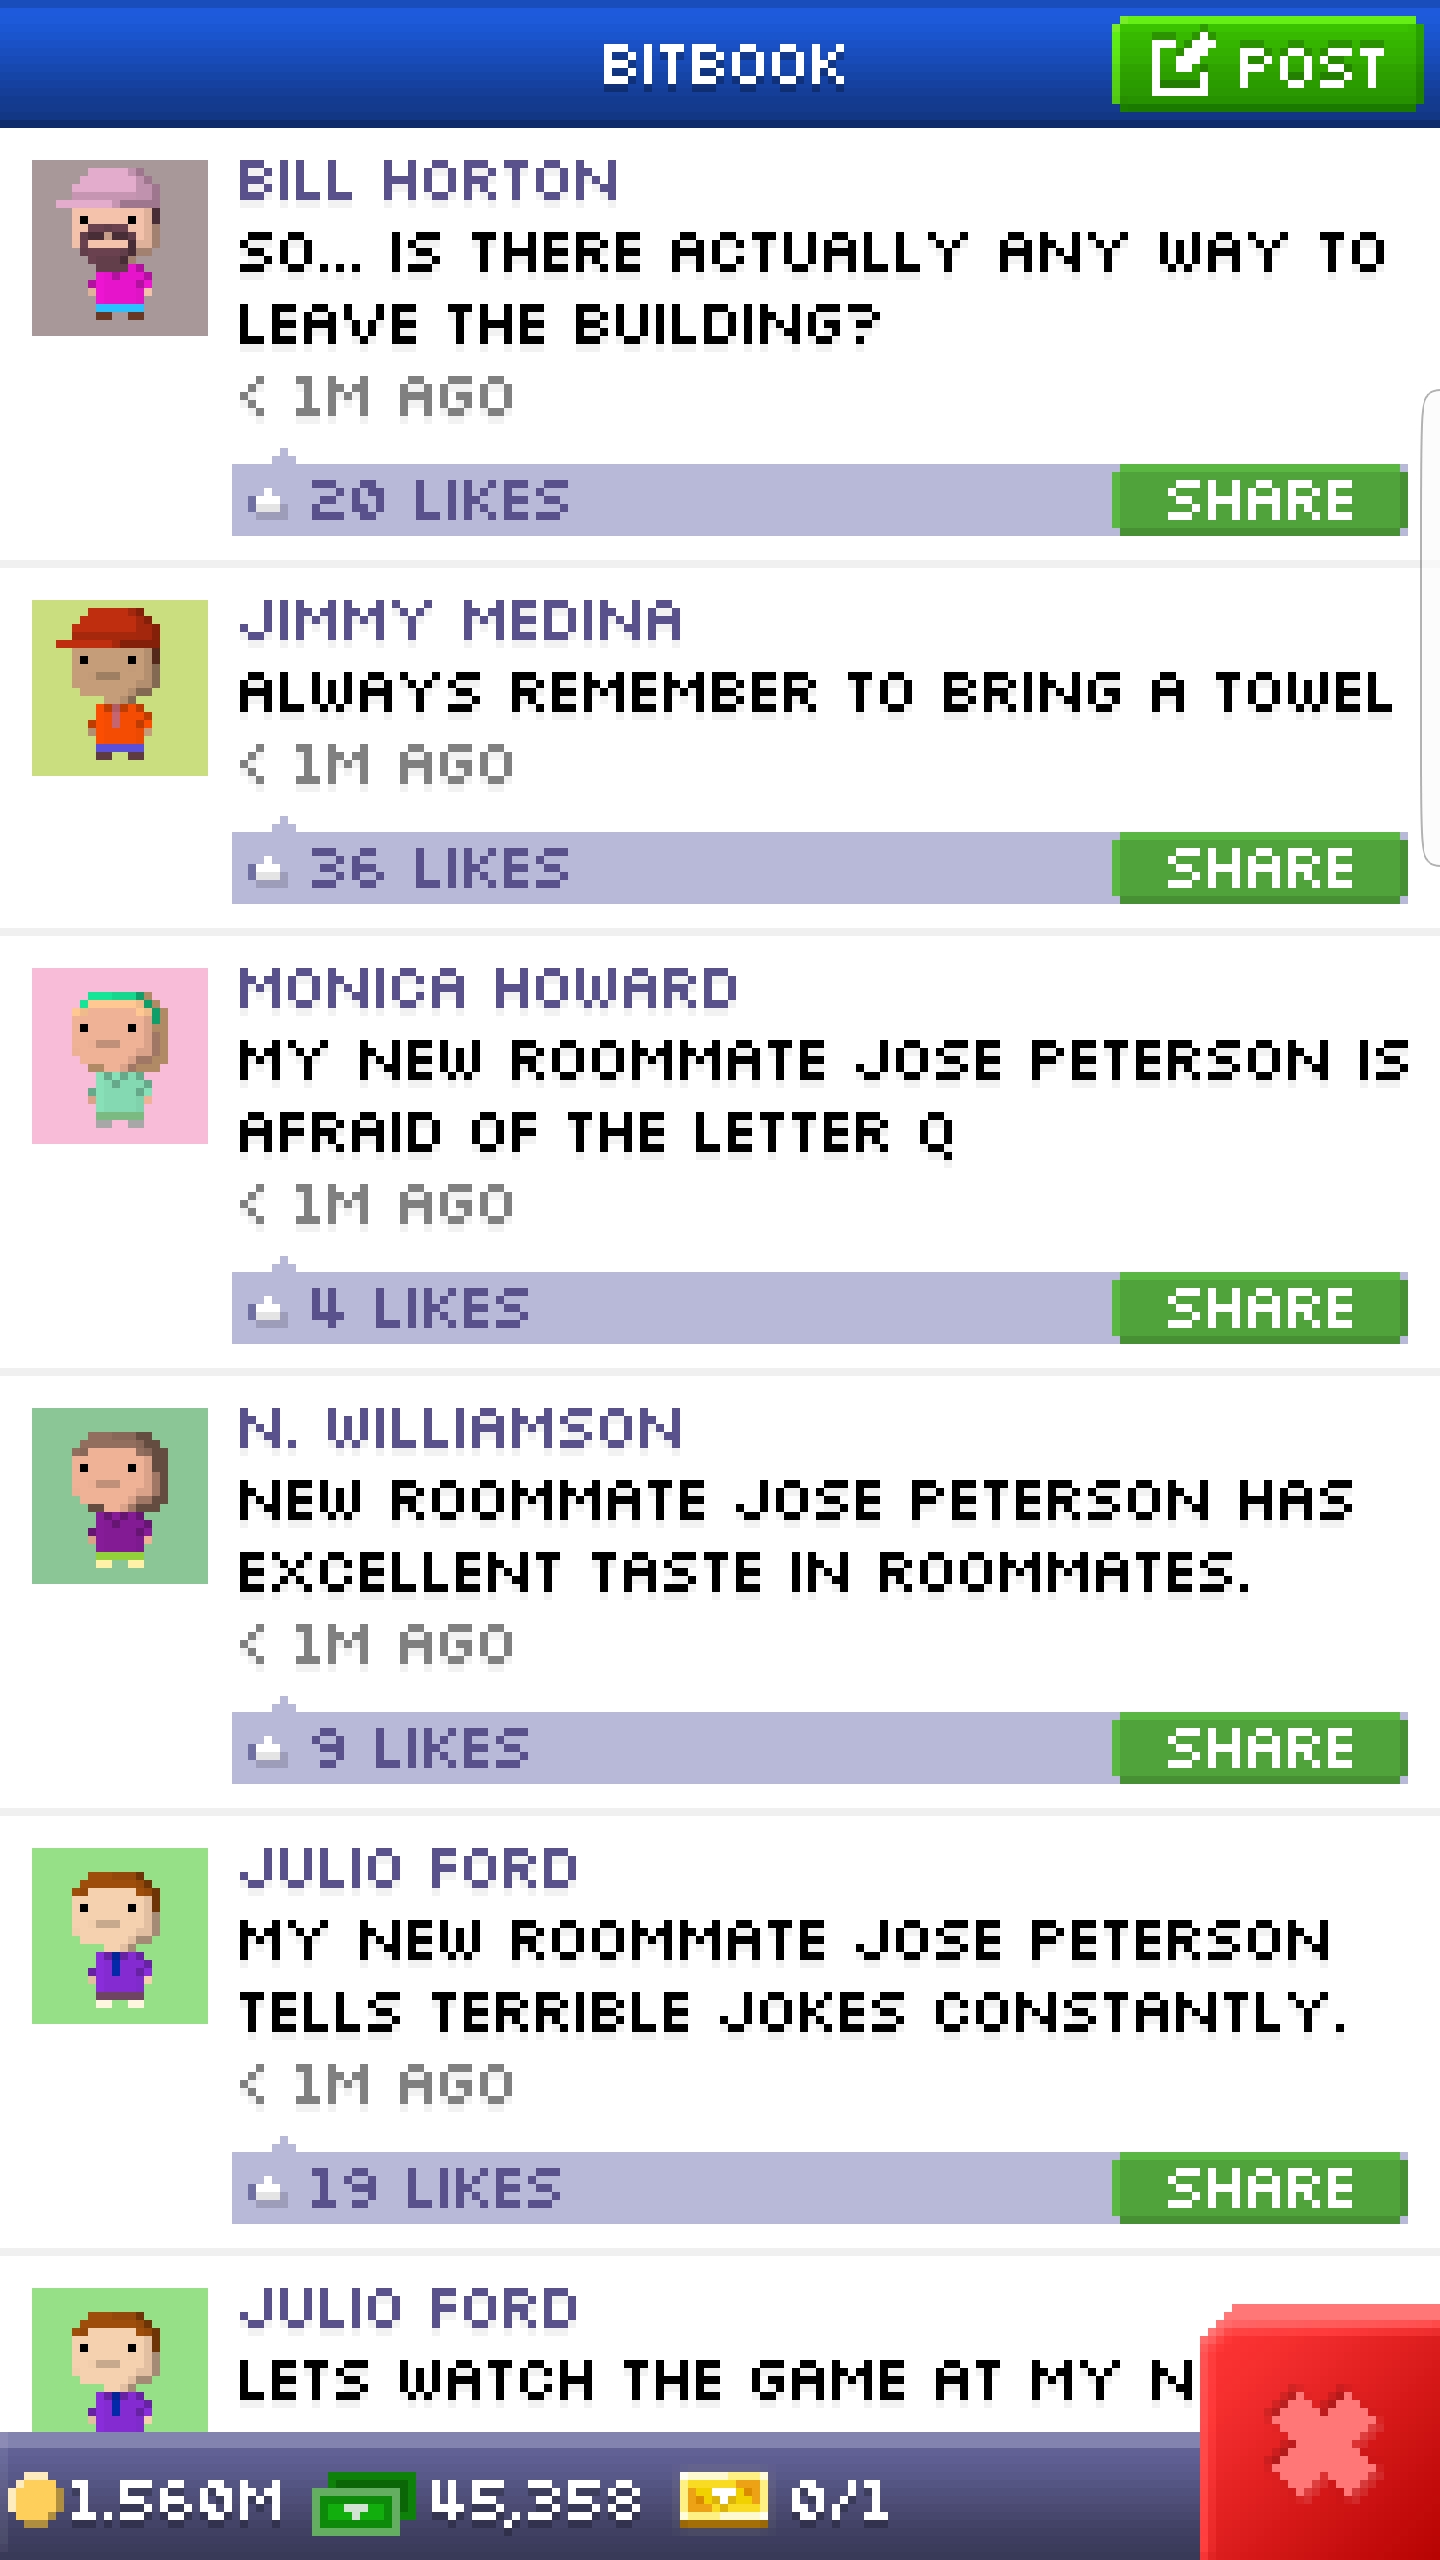 BITBOOK
POST
BILL HORTON
SO... IS THERE ACTUALLY ANY WAY TO
LEAVE THE BUILDING?
< 1M AGO
20 LIKES
SHARE
JIMMY MEDINA
ALWAYS REMEMBER TO BRING A TOWEL
< 1M AGO
36 LIKES
SHARE
MONICA HOWARD
MY NEW ROOMMATE JOSE PETERSON IS
AFRAID OF THE LETTER Q
< 1M AGO
4 LIKES
SHARE
N. WILLIAMSON
NEW ROOMMATE JOSE PETERSON HAS
EXCELLENT TASTE IN ROOMMATES.
< 1M AGO
9 LIKES
SHARE
JULIO FORD
MY NEW ROOMMATE JOSE PETERSON
TELLS TERRIBLE JOKES CONSTANTLY.
< 1M AGO
19 LIKES
SHARE
JULIO FORD
LETS WATCH THE GAME AT MY N
1.560M 45,358 0/1